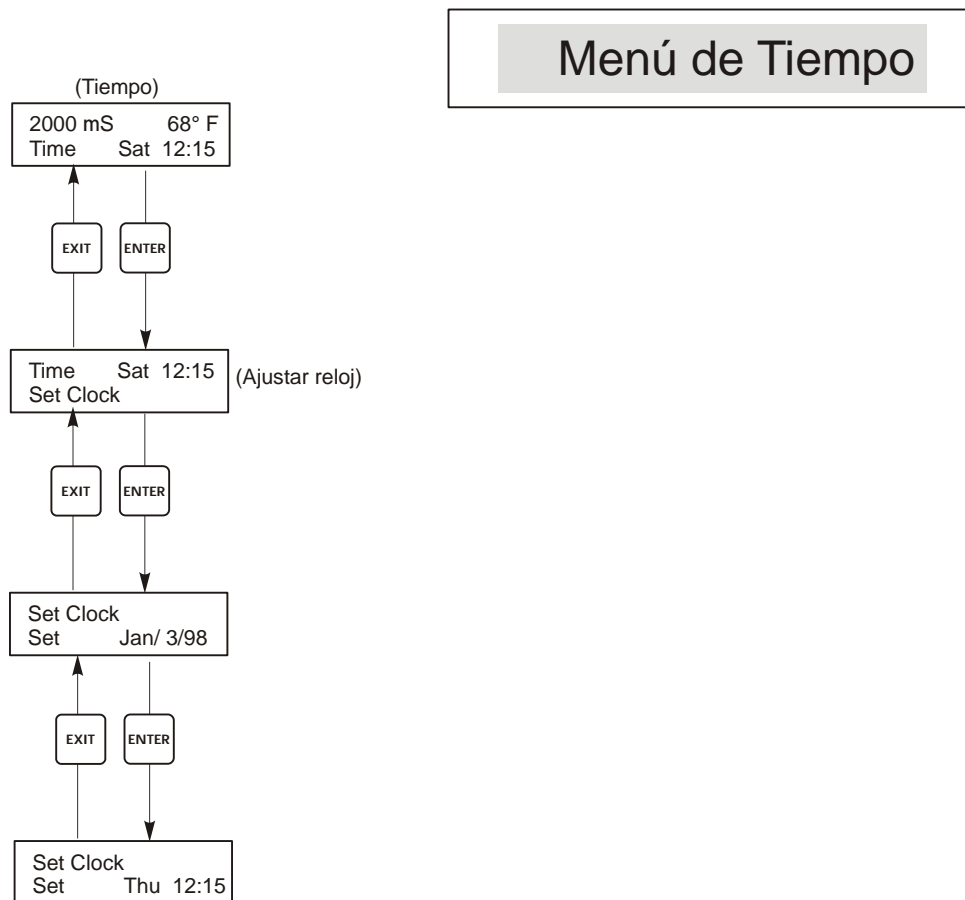 Menú de Tiempo
(Tiempo)
2000 mS 68° F
Time Sat 12:15
EXIT ENTER
Time Sat 12:15
Set Clock
(Ajustar reloj)
EXIT ENTER
Set Clock
Set Jan/ 3/98
EXIT ENTER
Set Clock
Set Thu 12:15